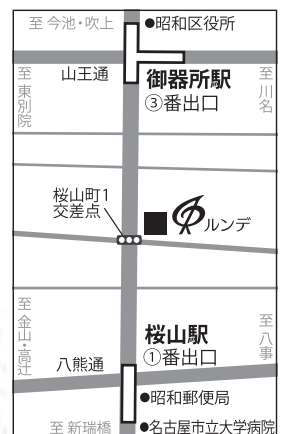 至 今池・吹上
●昭和区役所
至 東別院
山王通
御器所駅
③番出口
至 川名
桜山町1
交差点
ルンデ
至 金山・高辻
桜山駅
①番出口
至 八事
八熊通
●昭和郵便局
至 新瑞橋
●名古屋市立大学病院